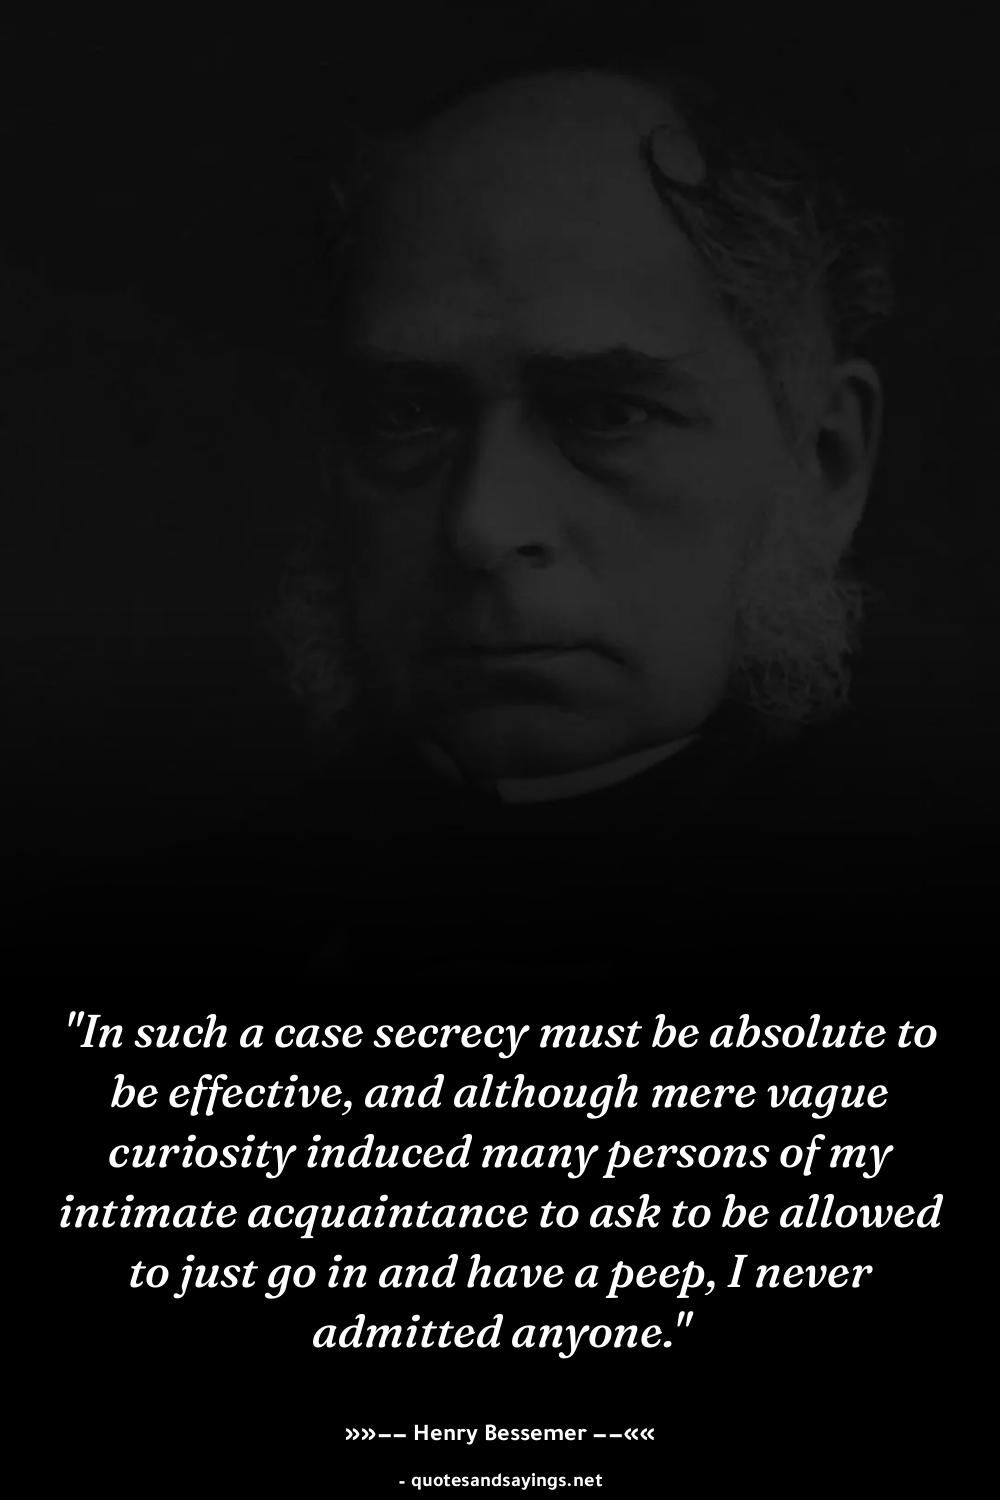 "In such a case secrecy must be absolute to
be effective, and although mere vague
curiosity induced many persons of my
intimate acquaintance to ask to be allowed
to just go in and have a peep, I never
admitted anyone."
»»−− Henry Bessemer −−««
- quotesandsayings.net